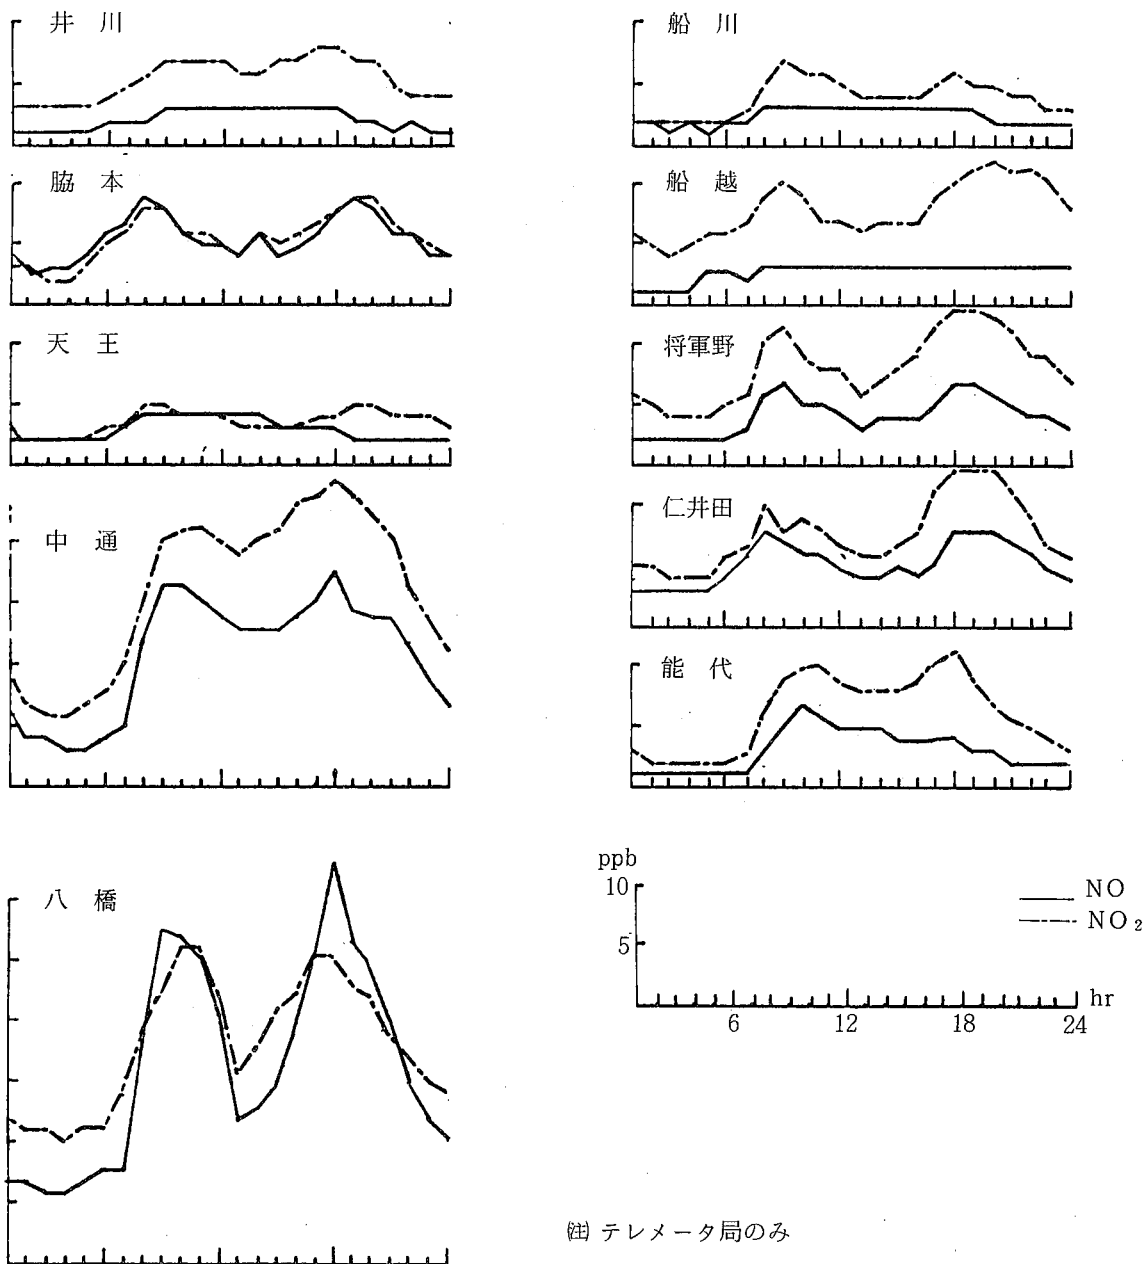 井川
船川
脇本
船越
天王
将軍野
中通
仁井田
能代
八橋
ppb
10
5
NO
NO₂
hr
6 12 18 24
(注) テレメータ局のみ